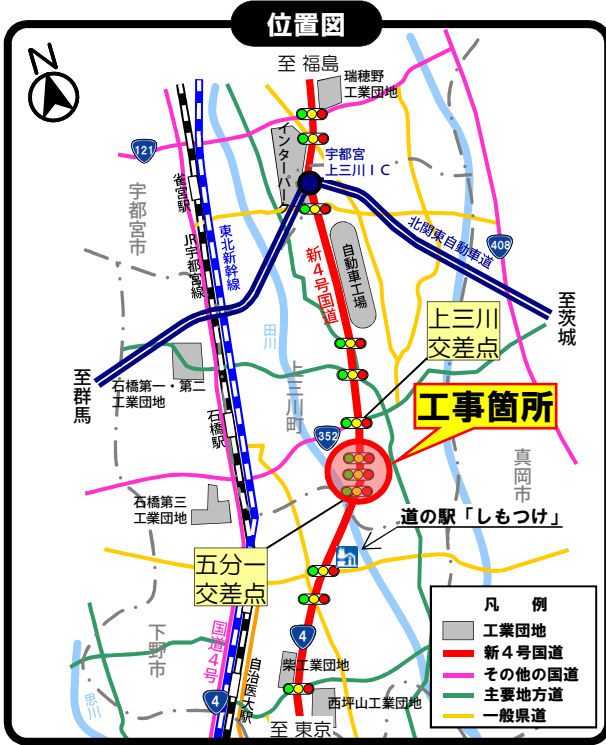 位置図
N
至 福島
瑞穂野
工業団地
インターパーク
宇都宮
上三川IC
121
雀宮駅
宇都宮市
JR宇都宮線
東北新幹線
新4号国道
自動車工場
北関東自動車道
408
至茨城
田川
上三川
交差点
至群馬
石橋第一・第二
工業団地
上三川町
石橋駅
352
工事箇所
真岡市
石橋第三
工業団地
道の駅「しもつけ」
五分一
交差点
下野市
国道4号
4
4
自治医大駅
柴工業団地
西坪山工業団地
思川
至 東京
凡 例
工業団地
新4号国道
その他の国道
主要地方道
一般県道